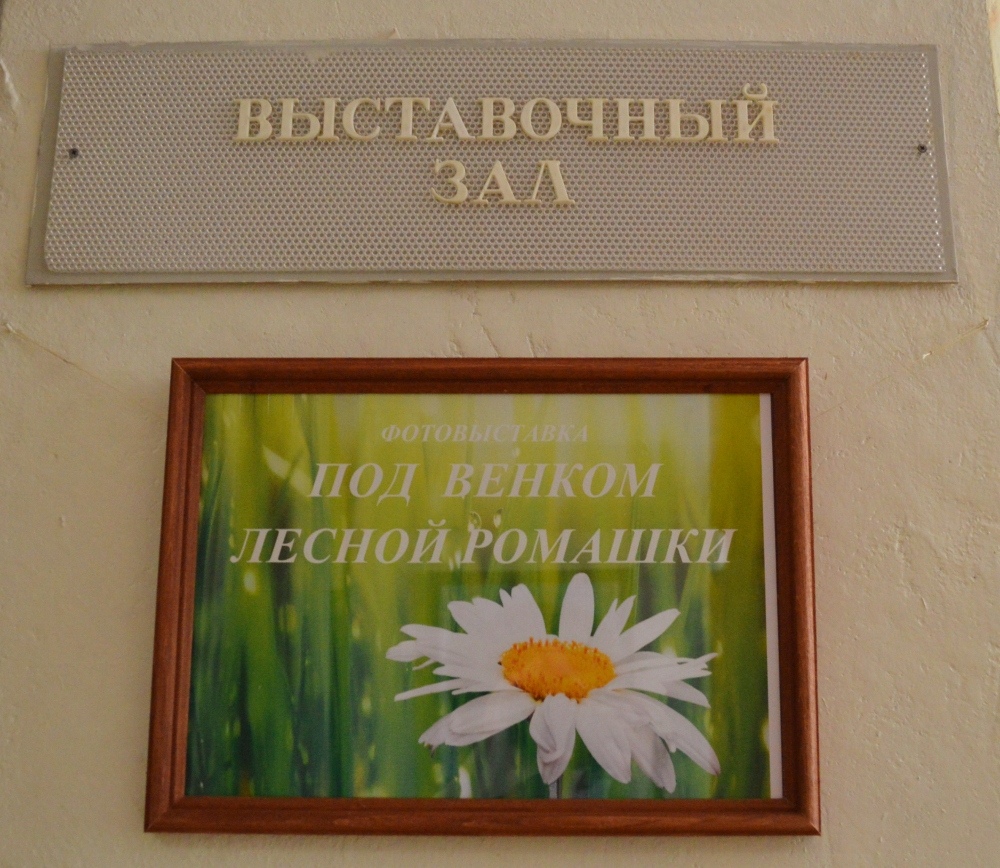 ВЫСТАВОЧНЫЙ
ЗАЛ
ФОТОВЫСТАВКА
ПОД ВЕНКОМ
ЛЕСНОЙ РОМАШКИ